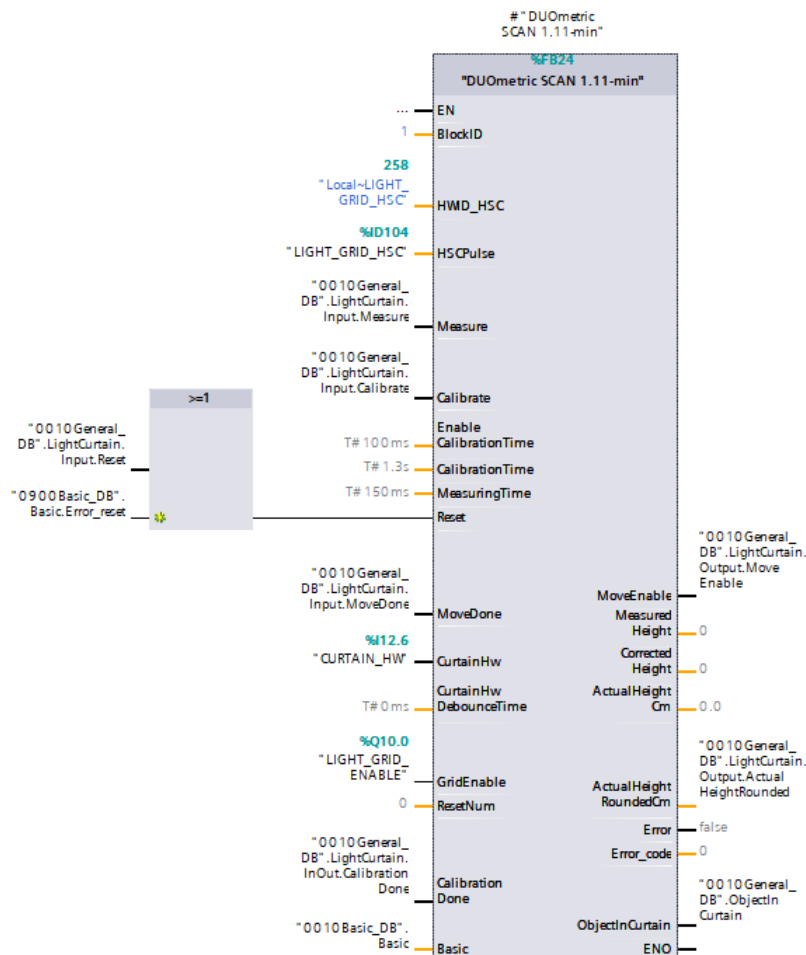 # "DUOmetric
SCAN 1.11-min"
%FB24
"DUOmetric SCAN 1.11-min"
... EN
1 BlockID
258
"Local~LIGHT_
GRID_HSC" HWID_HSC
%ID104
"LIGHT_GRID_HSC" HSCPulse
"0010General_
DB".LightCurtain.
Input.Measure Measure
"0010General_
DB".LightCurtain.
Input.Calibrate Calibrate
>=1
Enable
T#100ms CalibrationTime
"0010General_
DB".LightCurtain.
Input.Reset
T#1.3s CalibrationTime
T#150ms MeasuringTime
"0900Basic_DB".
Basic.Error_reset
Reset
"0010General_
DB".LightCurtain.
Input.MoveDone MoveDone
"0010General_
DB".LightCurtain.
Output.Move
Enable
MoveEnable
Measured
Height 0
%I12.6
"CURTAIN_HW" CurtainHw
Corrected
Height 0
CurtainHw
T#0ms DebounceTime
ActualHeight
Cm 0.0
%Q10.0
"LIGHT_GRID_
ENABLE" GridEnable
"0010General_
DB".LightCurtain.
Output.Actual
HeightRounded
ActualHeight
RoundedCm
0 ResetNum
Error false
Error_code 0
"0010General_
DB".LightCurtain.
InOut.Calibration
Done
Calibration
Done
"0010General_
DB".ObjectIn
Curtain
ObjectInCurtain
"0010Basic_DB".
Basic Basic
ENO